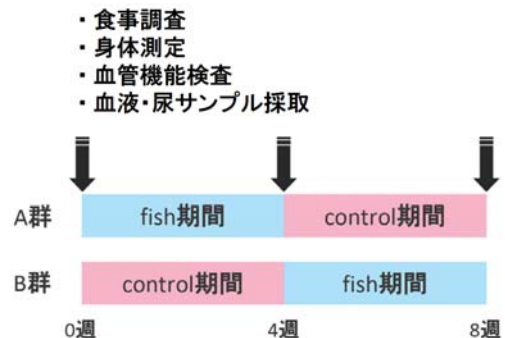 ・食事調査
・身体測定
・血管機能検査
・血液・尿サンプル採取
A群 fish期間 control期間
B群 control期間 fish期間
0週 4週 8週